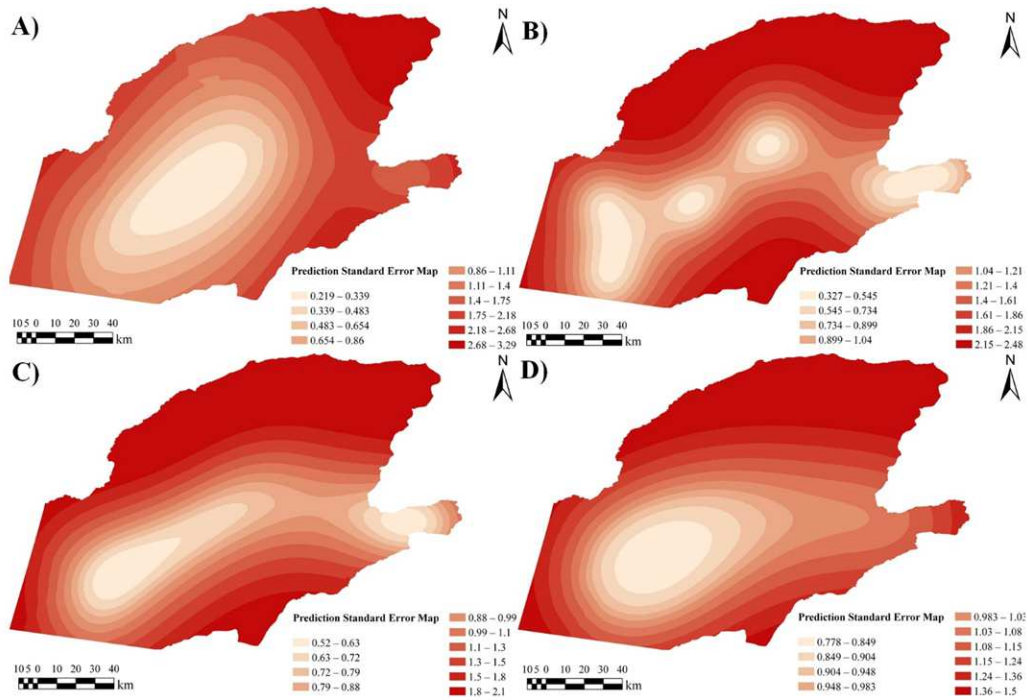 A)
N
Prediction Standard Error Map
0.219 – 0.339
0.339 – 0.483
0.483 – 0.654
0.654 – 0.86
0.86 – 1.11
1.11 – 1.4
1.4 – 1.75
1.75 – 2.18
2.18 – 2.68
2.68 – 3.29
10 5 0 10 20 30 40
km
B)
N
Prediction Standard Error Map
0.327 – 0.545
0.545 – 0.734
0.734 – 0.899
0.899 – 1.04
1.04 – 1.21
1.21 – 1.4
1.4 – 1.61
1.61 – 1.86
1.86 – 2.15
2.15 – 2.48
10 5 0 10 20 30 40
km
C)
N
Prediction Standard Error Map
0.52 – 0.63
0.63 – 0.72
0.72 – 0.79
0.79 – 0.88
0.88 – 0.99
0.99 – 1.1
1.1 – 1.3
1.3 – 1.5
1.5 – 1.8
1.8 – 2.1
10 5 0 10 20 30 40
km
D)
N
Prediction Standard Error Map
0.778 – 0.849
0.849 – 0.904
0.904 – 0.948
0.948 – 0.983
0.983 – 1.03
1.03 – 1.08
1.08 – 1.15
1.15 – 1.24
1.24 – 1.36
1.36 – 1.5
10 5 0 10 20 30 40
km